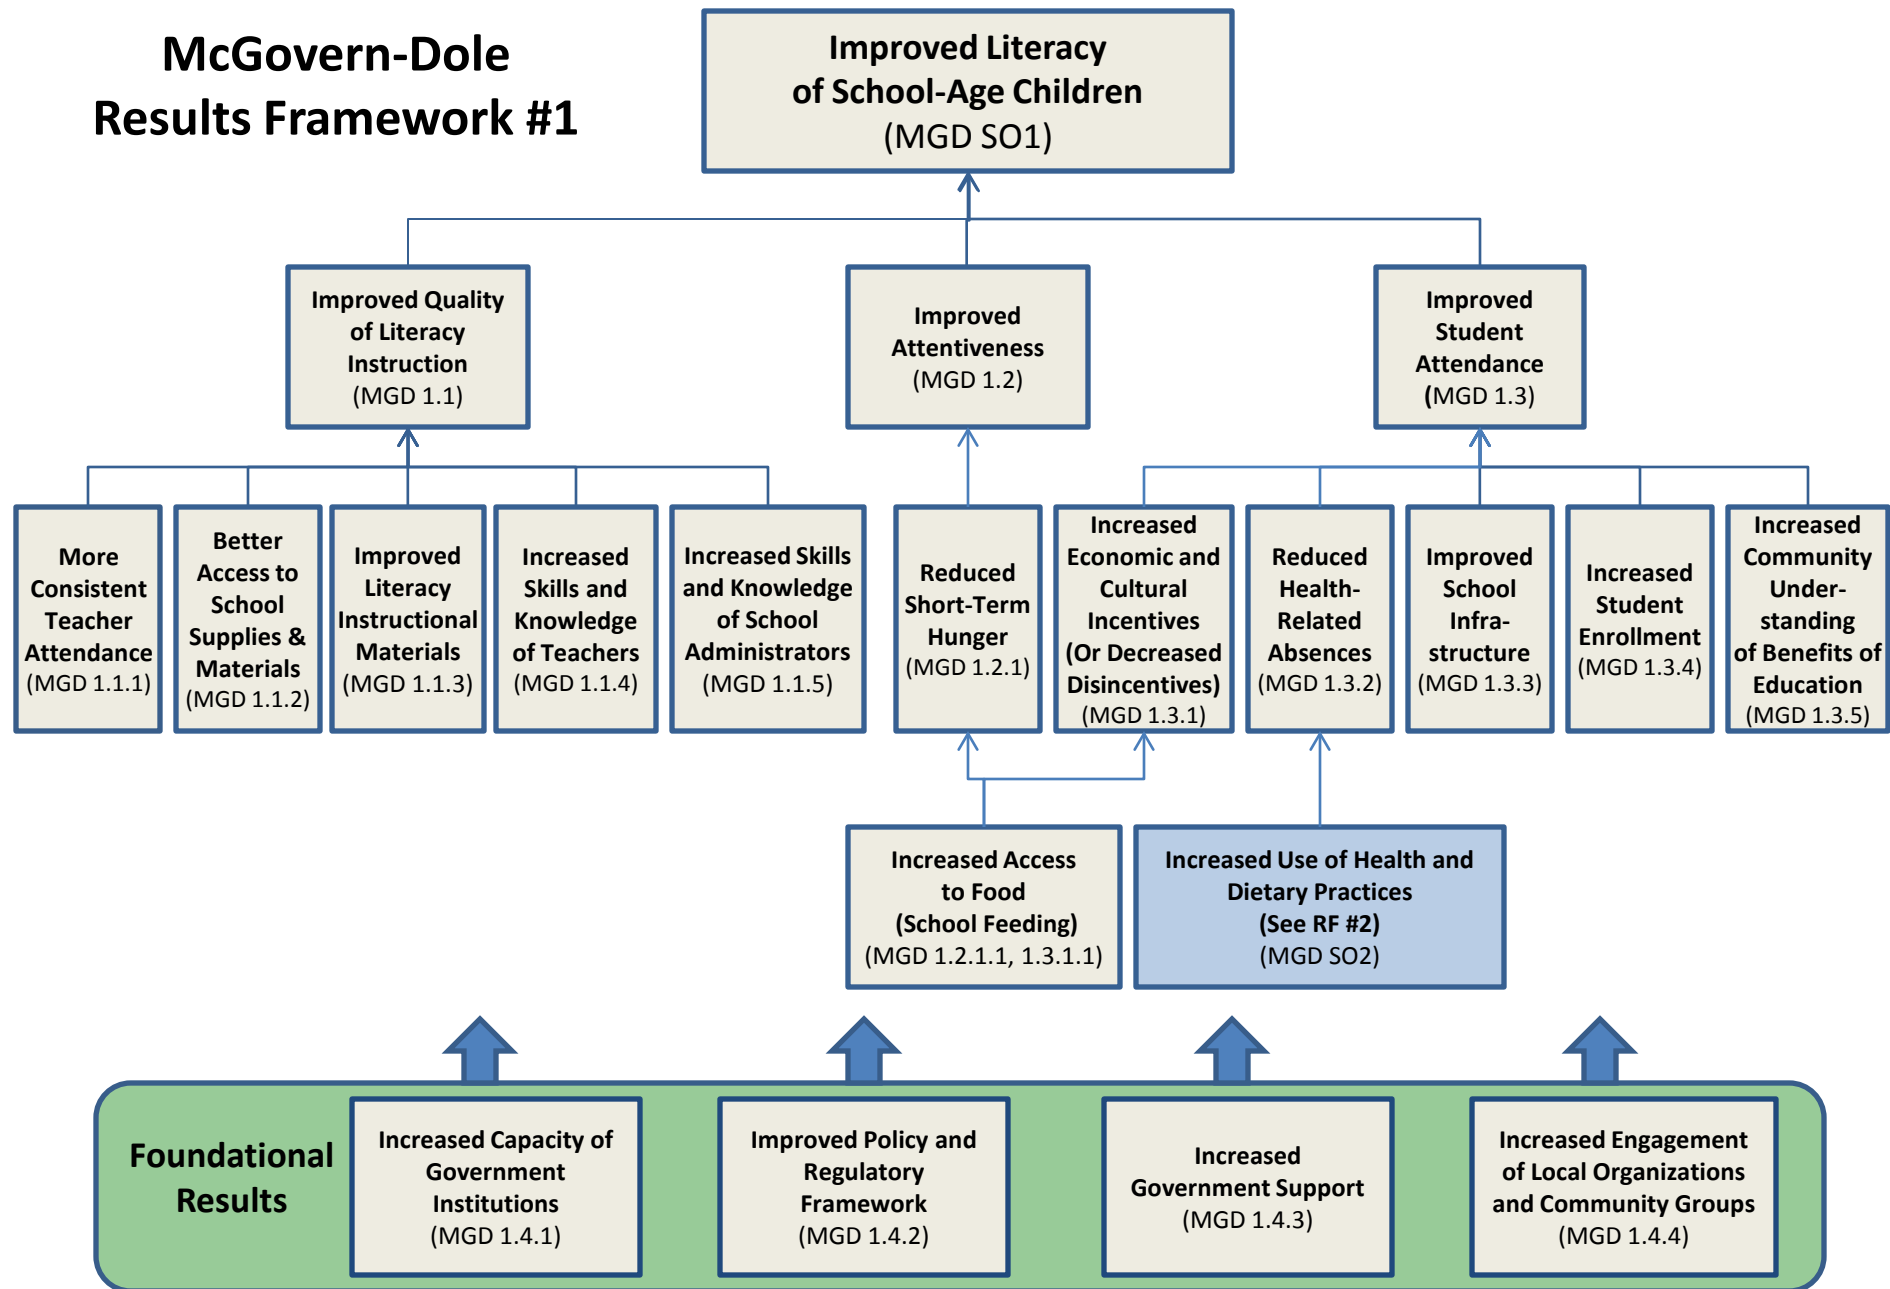 McGovern-Dole
Results Framework #1
Improved Literacy
of School-Age Children
(MGD SO1)
Improved Quality
of Literacy
Instruction
(MGD 1.1)
Improved
Attentiveness
(MGD 1.2)
Improved
Student
Attendance
(MGD 1.3)
More
Consistent
Teacher
Attendance
(MGD 1.1.1)
Better
Access to
School
Supplies &
Materials
(MGD 1.1.2)
Improved
Literacy
Instructional
Materials
(MGD 1.1.3)
Increased
Skills and
Knowledge
of Teachers
(MGD 1.1.4)
Increased Skills
and Knowledge
of School
Administrators
(MGD 1.1.5)
Reduced
Short-Term
Hunger
(MGD 1.2.1)
Increased
Economic and
Cultural
Incentives
(Or Decreased
Disincentives)
(MGD 1.3.1)
Reduced
Health-
Related
Absences
(MGD 1.3.2)
Improved
School
Infra-
structure
(MGD 1.3.3)
Increased
Student
Enrollment
(MGD 1.3.4)
Increased
Community
Under-
standing
of Benefits of
Education
(MGD 1.3.5)
Increased Access
to Food
(School Feeding)
(MGD 1.2.1.1, 1.3.1.1)
Increased Use of Health and
Dietary Practices
(See RF #2)
(MGD SO2)
Foundational
Results
Increased Capacity of
Government
Institutions
(MGD 1.4.1)
Improved Policy and
Regulatory
Framework
(MGD 1.4.2)
Increased
Government Support
(MGD 1.4.3)
Increased Engagement
of Local Organizations
and Community Groups
(MGD 1.4.4)